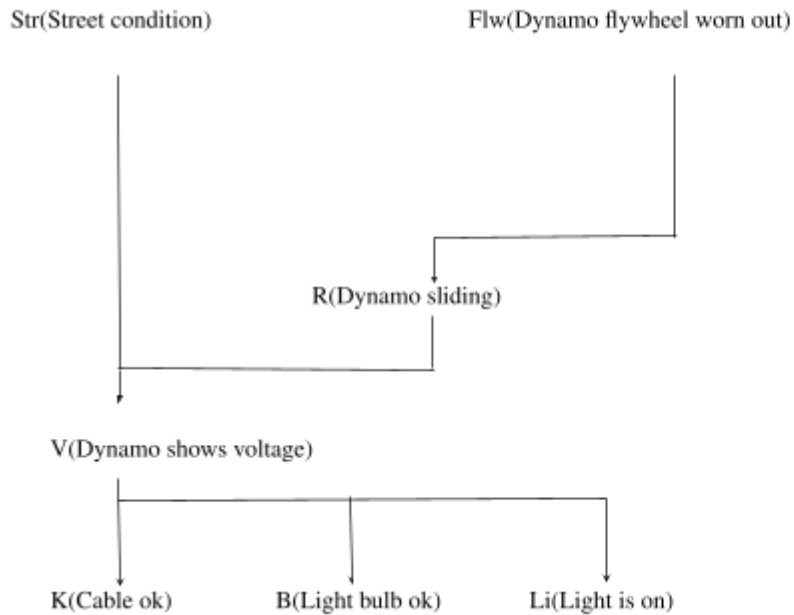 Str(Street condition)
Flw(Dynamo flywheel worn out)
R(Dynamo sliding)
V(Dynamo shows voltage)
K(Cable ok)
B(Light bulb ok)
Li(Light is on)